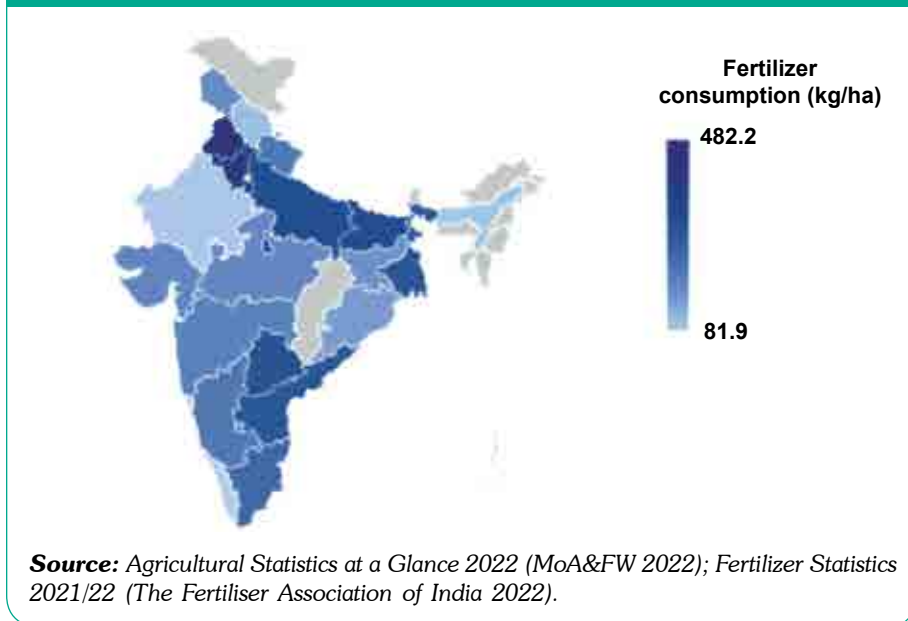 Fertilizer
consumption (kg/ha)
482.2
81.9
Source: Agricultural Statistics at a Glance 2022 (MoA&FW 2022); Fertilizer Statistics
2021/22 (The Fertiliser Association of India 2022).